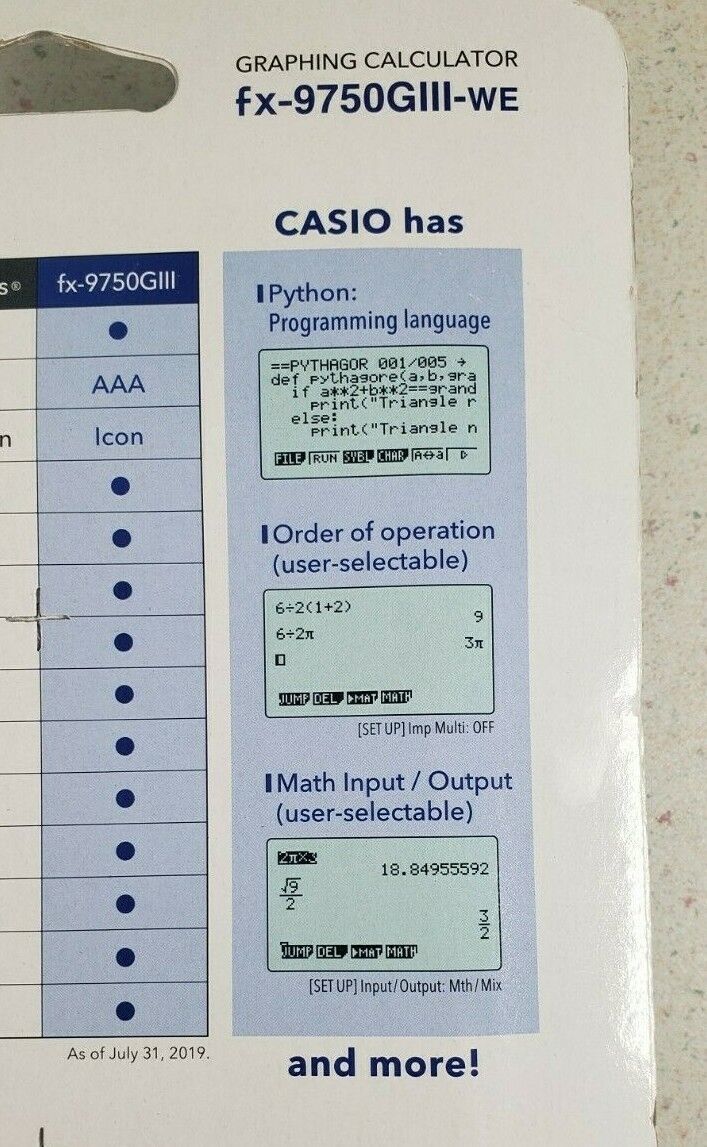 GRAPHING CALCULATOR
fx-9750GIII-WE
s® fx-9750GIII
AAA
n Icon
As of July 31, 2019.
CASIO has
Python:
Programming language
==PYTHAGOR 001/005 →
def pythagore(a,b,gra
if a**2+b**2==grand
print("Triangle r
else:
print("Triangle n
FILE RUN SYBL CHAR A↔a ▷
Order of operation
(user-selectable)
6÷2(1+2)
9
6÷2π
3π
JUMP DEL ▶MAT MATH
[SET UP] Imp Multi: OFF
Math Input / Output
(user-selectable)
2π×3
18.84955592
√9
2
3
2
JUMP DEL ▶MAT MATH
[SET UP] Input/Output: Mth/Mix
and more!